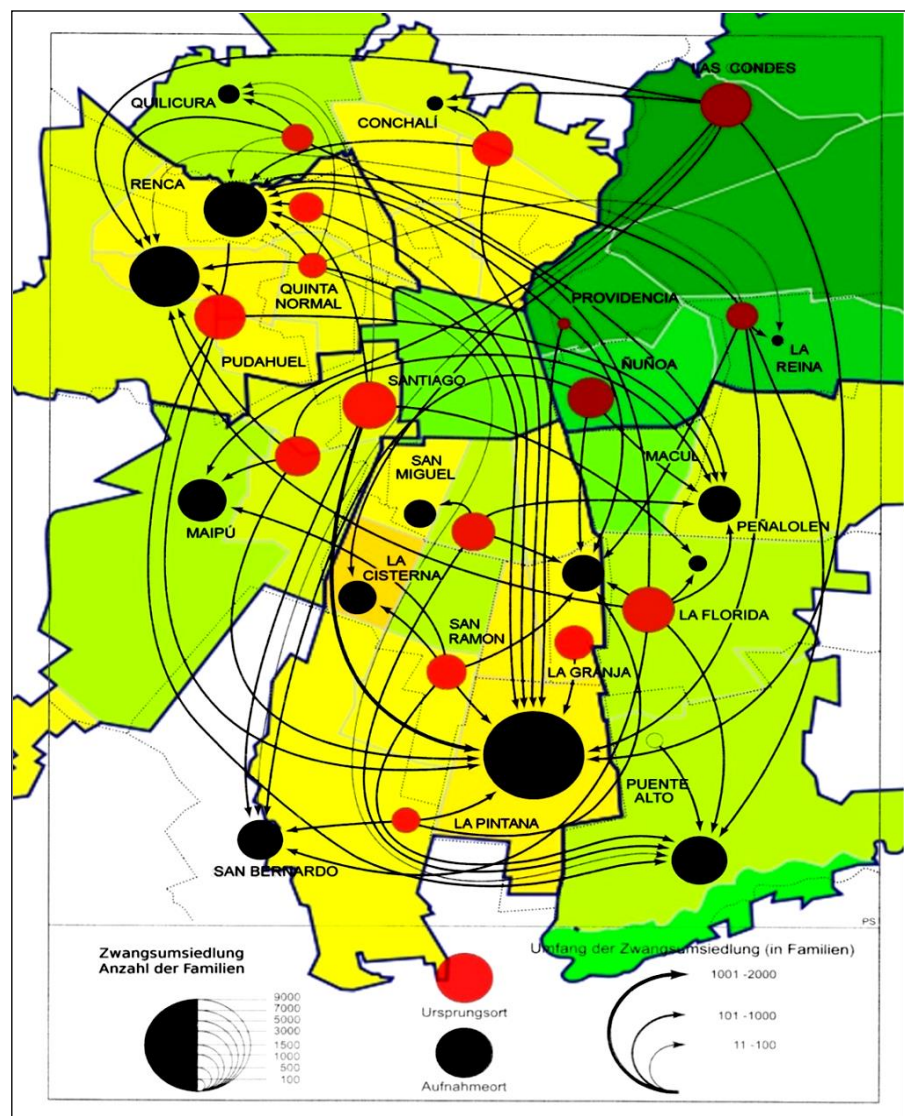 LAS CONDES
QUILICURA
CONCHALÍ
RENCA
QUINTA
NORMAL
PROVIDENCIA
LA
REINA
PUDAHUEL
ÑUÑOA
SANTIAGO
SAN
MIGUEL
MACUL
MAIPÚ
PEÑALOLEN
LA
CISTERNA
SAN
RAMON
LA FLORIDA
LA GRANJA
PUENTE
ALTO
LA PINTANA
SAN BERNARDO
PS
Zwangsumsiedlung
Anzahl der Familien
9000
7000
5000
3000
1500
1000
500
100
Ursprungsort
Aufnahmeort
Umfang der Zwangsumsiedlung (in Familien)
1001 -2000
101 -1000
11 -100